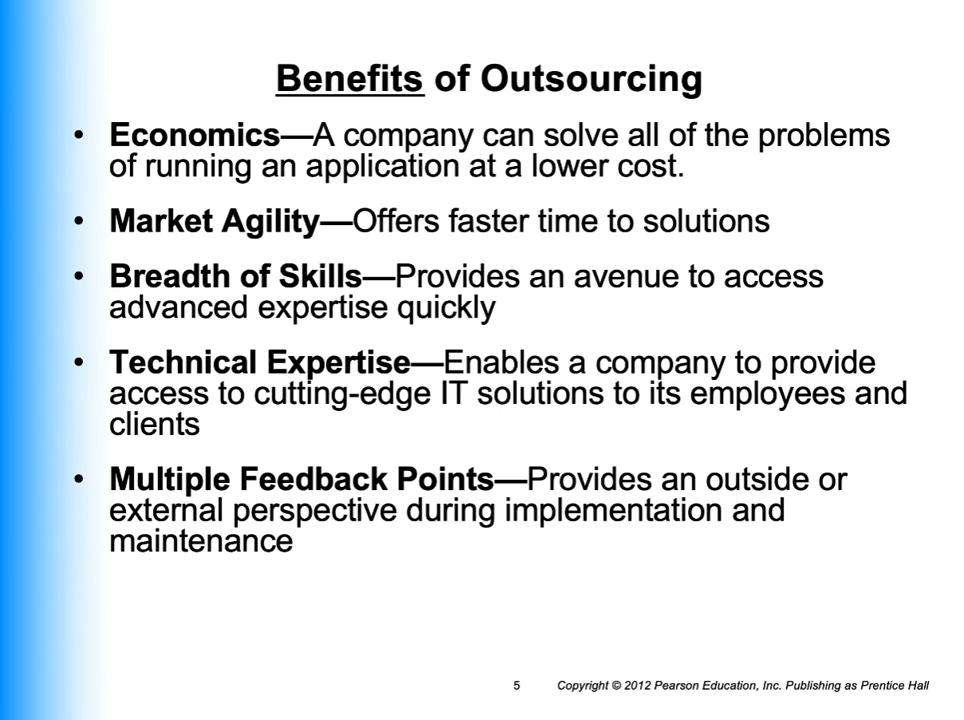 Benefits of Outsourcing
• Economics—A company can solve all of the problems
of running an application at a lower cost.
• Market Agility—Offers faster time to solutions
• Breadth of Skills—Provides an avenue to access
advanced expertise quickly
• Technical Expertise—Enables a company to provide
access to cutting-edge IT solutions to its employees and
clients
• Multiple Feedback Points—Provides an outside or
external perspective during implementation and
maintenance
5 Copyright © 2012 Pearson Education, Inc. Publishing as Prentice Hall